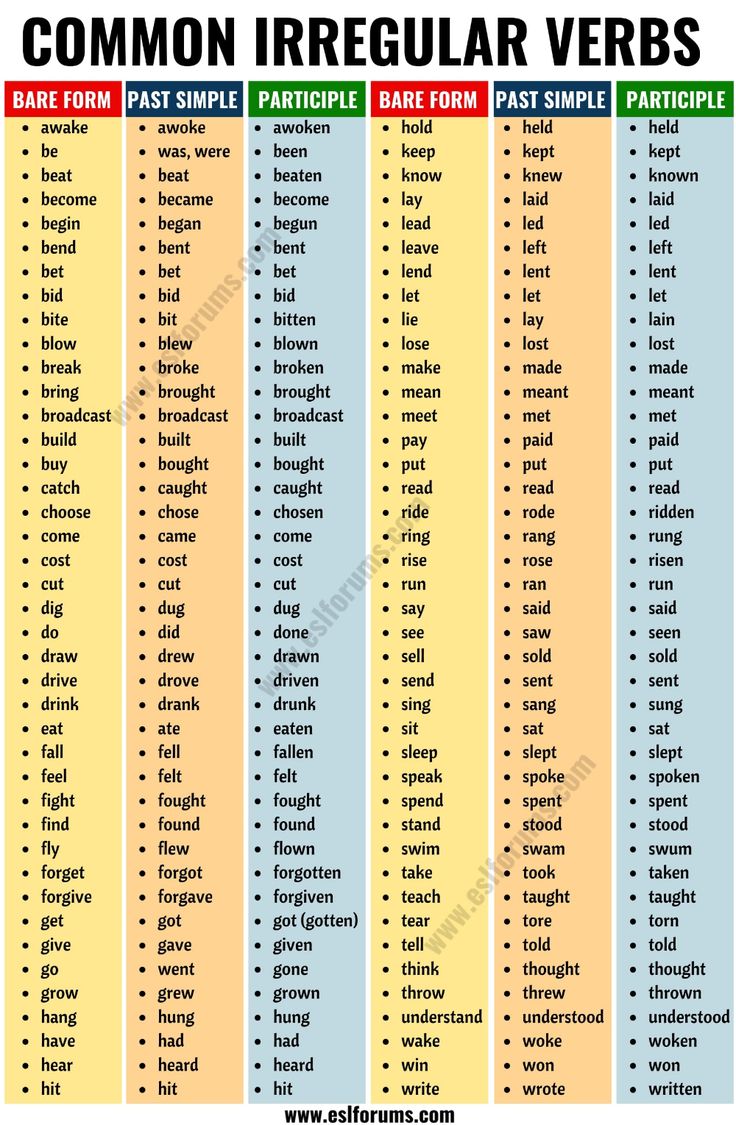 COMMON IRREGULAR VERBS
BARE FORM PAST SIMPLE PARTICIPLE BARE FORM PAST SIMPLE PARTICIPLE
• awake • awoke • awoken • hold • held • held
• be • was, were • been • keep • kept • kept
• beat • beat • beaten • know • knew • known
• become • became • become • lay • laid • laid
• begin • began • begun • lead • led • led
• bend • bent • bent • leave • left • left
• bet • bet • bet • lend • lent • lent
• bid • bid • bid • let • let • let
• bite • bit • bitten • lie • lay • lain
• blow • blew • blown • lose • lost • lost
• break • broke • broken • make • made • made
• bring • brought • brought • mean • meant • meant
• broadcast • broadcast • broadcast • meet • met • met
• build • built • built • pay • paid • paid
• buy • bought • bought • put • put • put
• catch • caught • caught • read • read • read
• choose • chose • chosen • ride • rode • ridden
• come • came • come • ring • rang • rung
• cost • cost • cost • rise • rose • risen
• cut • cut • cut • run • ran • run
• dig • dug • dug • say • said • said
• do • did • done • see • saw • seen
• draw • drew • drawn • sell • sold • sold
• drive • drove • driven • send • sent • sent
• drink • drank • drunk • sing • sang • sung
• eat • ate • eaten • sit • sat • sat
• fall • fell • fallen • sleep • slept • slept
• feel • felt • felt • speak • spoke • spoken
• fight • fought • fought • spend • spent • spent
• find • found • found • stand • stood • stood
• fly • flew • flown • swim • swam • swum
• forget • forgot • forgotten • take • took • taken
• forgive • forgave • forgiven • teach • taught • taught
• get • got • got (gotten) • tear • tore • torn
• give • gave • given • tell • told • told
• go • went • gone • think • thought • thought
• grow • grew • grown • throw • threw • thrown
• hang • hung • hung • understand • understood • understood
• have • had • had • wake • woke • woken
• hear • heard • heard • win • won • won
• hit • hit • hit • write • wrote • written
www.eslforums.com
www.eslforums.com
www.eslforums.com
www.eslforums.com